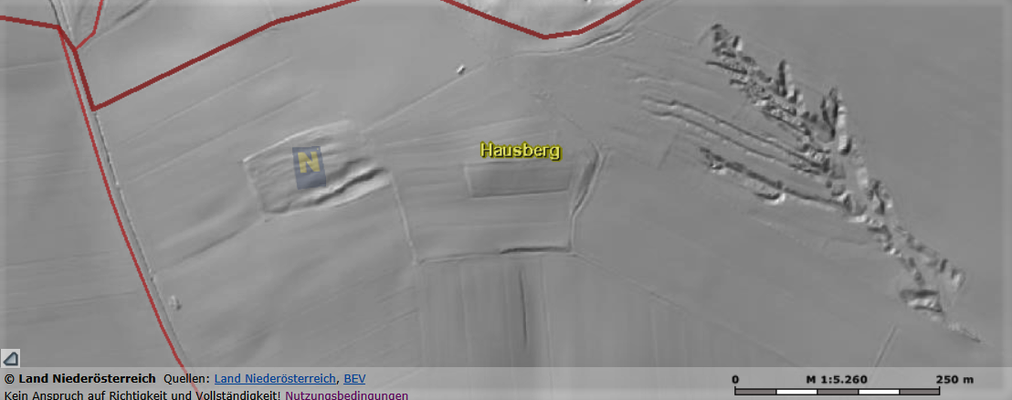 N
Hausberg
© Land Niederösterreich Quellen: Land Niederösterreich, BEV
Kein Anspruch auf Richtigkeit und Vollständigkeit! Nutzungsbedingungen
0 M 1:5.260 250 m